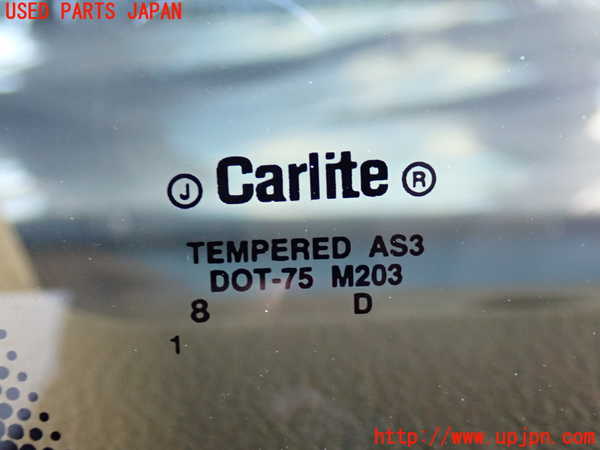 USED PARTS JAPAN
J Carlite ®
TEMPERED AS3
DOT-75 M203
8 D
1
http://www.upjpn.com/